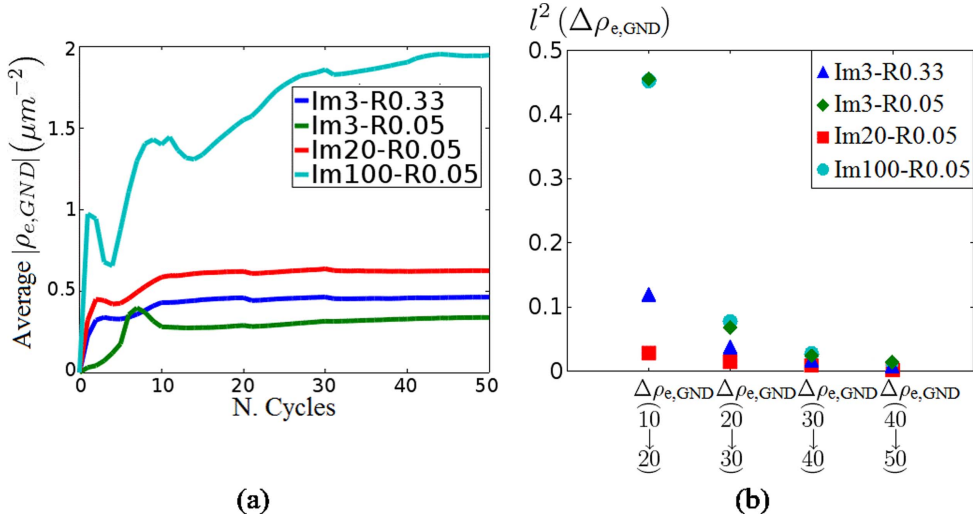 l² (Δρe,GND)
2
1.5
1
0.5
0
Average |ρe,GND| (μm⁻²)
Im3-R0.33
Im3-R0.05
Im20-R0.05
Im100-R0.05
0 10 20 30 40 50
N. Cycles
(a)
0.5
0.4
0.3
0.2
0.1
0
Im3-R0.33
Im3-R0.05
Im20-R0.05
Im100-R0.05
Δρe,GND Δρe,GND Δρe,GND Δρe,GND
(10→20) (20→30) (30→40) (40→50)
(b)